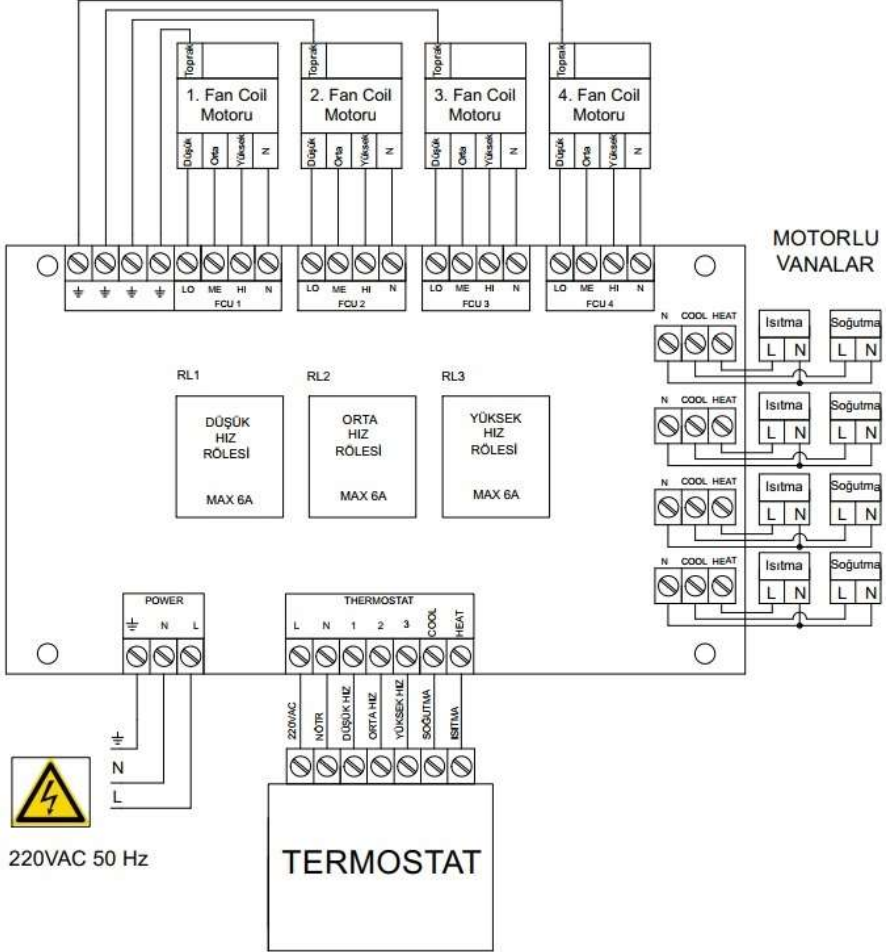 Toprak
Toprak
Toprak
Toprak
1. Fan Coil
Motoru
2. Fan Coil
Motoru
3. Fan Coil
Motoru
4. Fan Coil
Motoru
Düşük Orta Yüksek N
Düşük Orta Yüksek N
Düşük Orta Yüksek N
Düşük Orta Yüksek N
LO ME HI N
FCU 1
LO ME HI N
FCU 2
LO ME HI N
FCU 3
LO ME HI N
FCU 4
MOTORLU
VANALAR
N COOL HEAT
Isıtma Soğutma
L N L N
N COOL HEAT
Isıtma Soğutma
L N L N
N COOL HEAT
Isıtma Soğutma
L N L N
N COOL HEAT
Isıtma Soğutma
L N L N
RL1
DÜŞÜK
HIZ
RÖLESİ
MAX 6A
RL2
ORTA
HIZ
RÖLESİ
MAX 6A
RL3
YÜKSEK
HIZ
RÖLESİ
MAX 6A
POWER
N L
THERMOSTAT
L N 1 2 3 COOL HEAT
220VAC
NÖTR
DÜŞÜK HIZ
ORTA HIZ
YÜKSEK HIZ
SOĞUTMA
ISITMA
N
L
220VAC 50 Hz
TERMOSTAT